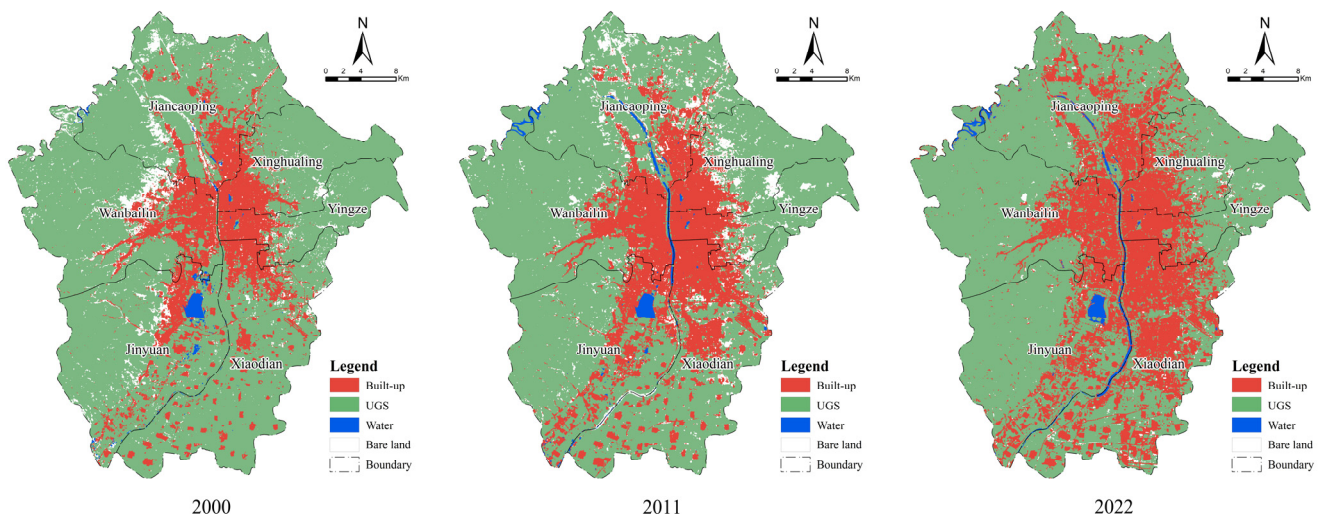 N
0 2 4 8
Km
Jiancaoping
Xinghualing
Wanbailin
Yingze
Jinyuan
Xiaodian
Legend
Built-up
UGS
Water
Bare land
Boundary
2000
N
0 2 4 8
Km
Jiancaoping
Xinghualing
Wanbailin
Yingze
Jinyuan
Xiaodian
Legend
Built-up
UGS
Water
Bare land
Boundary
2011
N
0 2 4 8
Km
Jiancaoping
Xinghualing
Wanbailin
Yingze
Jinyuan
Xiaodian
Legend
Built-up
UGS
Water
Bare land
Boundary
2022